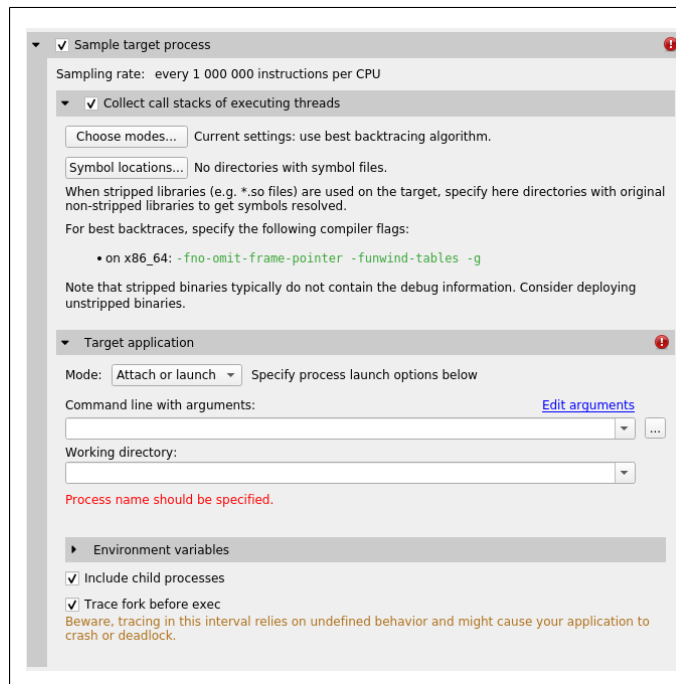 Sample target process
Sampling rate: every 1 000 000 instructions per CPU
Collect call stacks of executing threads
Choose modes... Current settings: use best backtracing algorithm.
Symbol locations... No directories with symbol files.
When stripped libraries (e.g. *.so files) are used on the target, specify here directories with original
non-stripped libraries to get symbols resolved.
For best backtraces, specify the following compiler flags:
• on x86_64: -fno-omit-frame-pointer -funwind-tables -g
Note that stripped binaries typically do not contain the debug information. Consider deploying
unstripped binaries.
Target application
Mode: Attach or launch Specify process launch options below
Command line with arguments: Edit arguments
...
Working directory:
Process name should be specified.
Environment variables
Include child processes
Trace fork before exec
Beware, tracing in this interval relies on undefined behavior and might cause your application to
crash or deadlock.